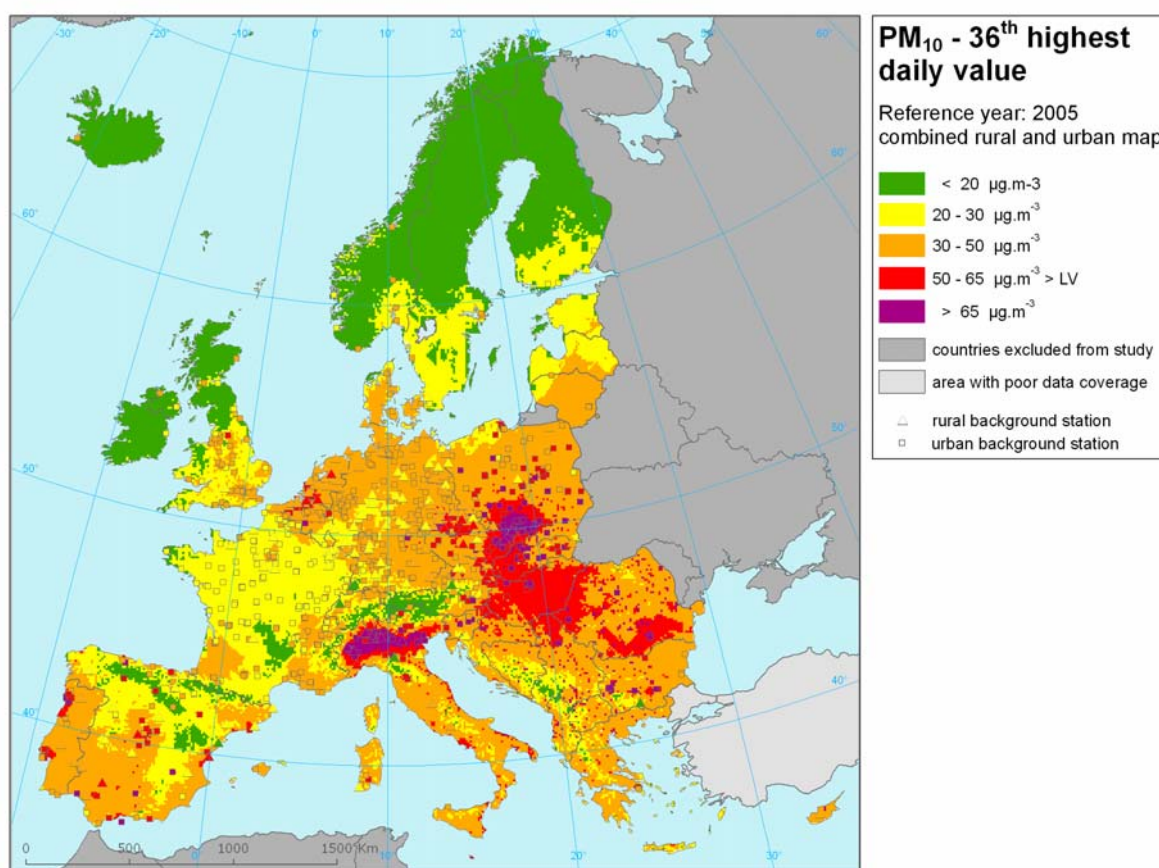 PM₁₀ - 36ᵗʰ highest
daily value
Reference year: 2005
combined rural and urban map
< 20 µg.m-3
20 - 30 µg.m⁻³
30 - 50 µg.m⁻³
50 - 65 µg.m⁻³ > LV
> 65 µg.m⁻³
countries excluded from study
area with poor data coverage
rural background station
urban background station
-30°
-20°
-10°
0°
10°
20°
30°
40°
50°
60°
60°
60°
50°
50°
40°
40°
0 500 1000 1500 Km
0°
10°
20°
30°